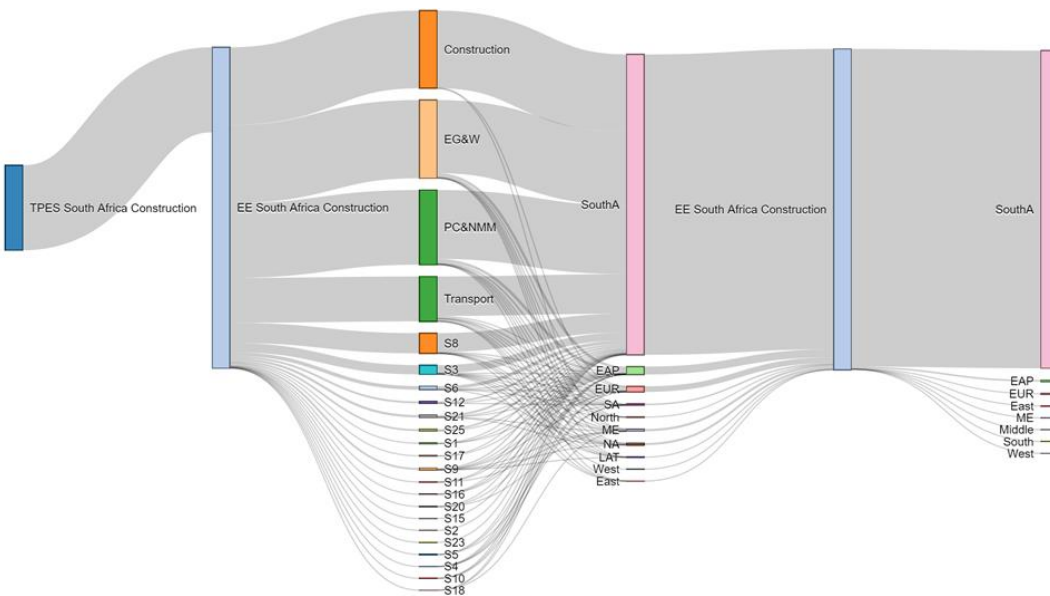 TPES South Africa Construction
EE South Africa Construction
Construction
EG&W
PC&NMM
Transport
S8
S3
S6
S12
S21
S25
S1
S17
S9
S11
S16
S20
S15
S2
S23
S5
S4
S10
S18
SouthA
EAP
EUR
SA
North
ME
NA
LAT
West
East
EE South Africa Construction
SouthA
EAP
EUR
East
ME
Middle
South
West